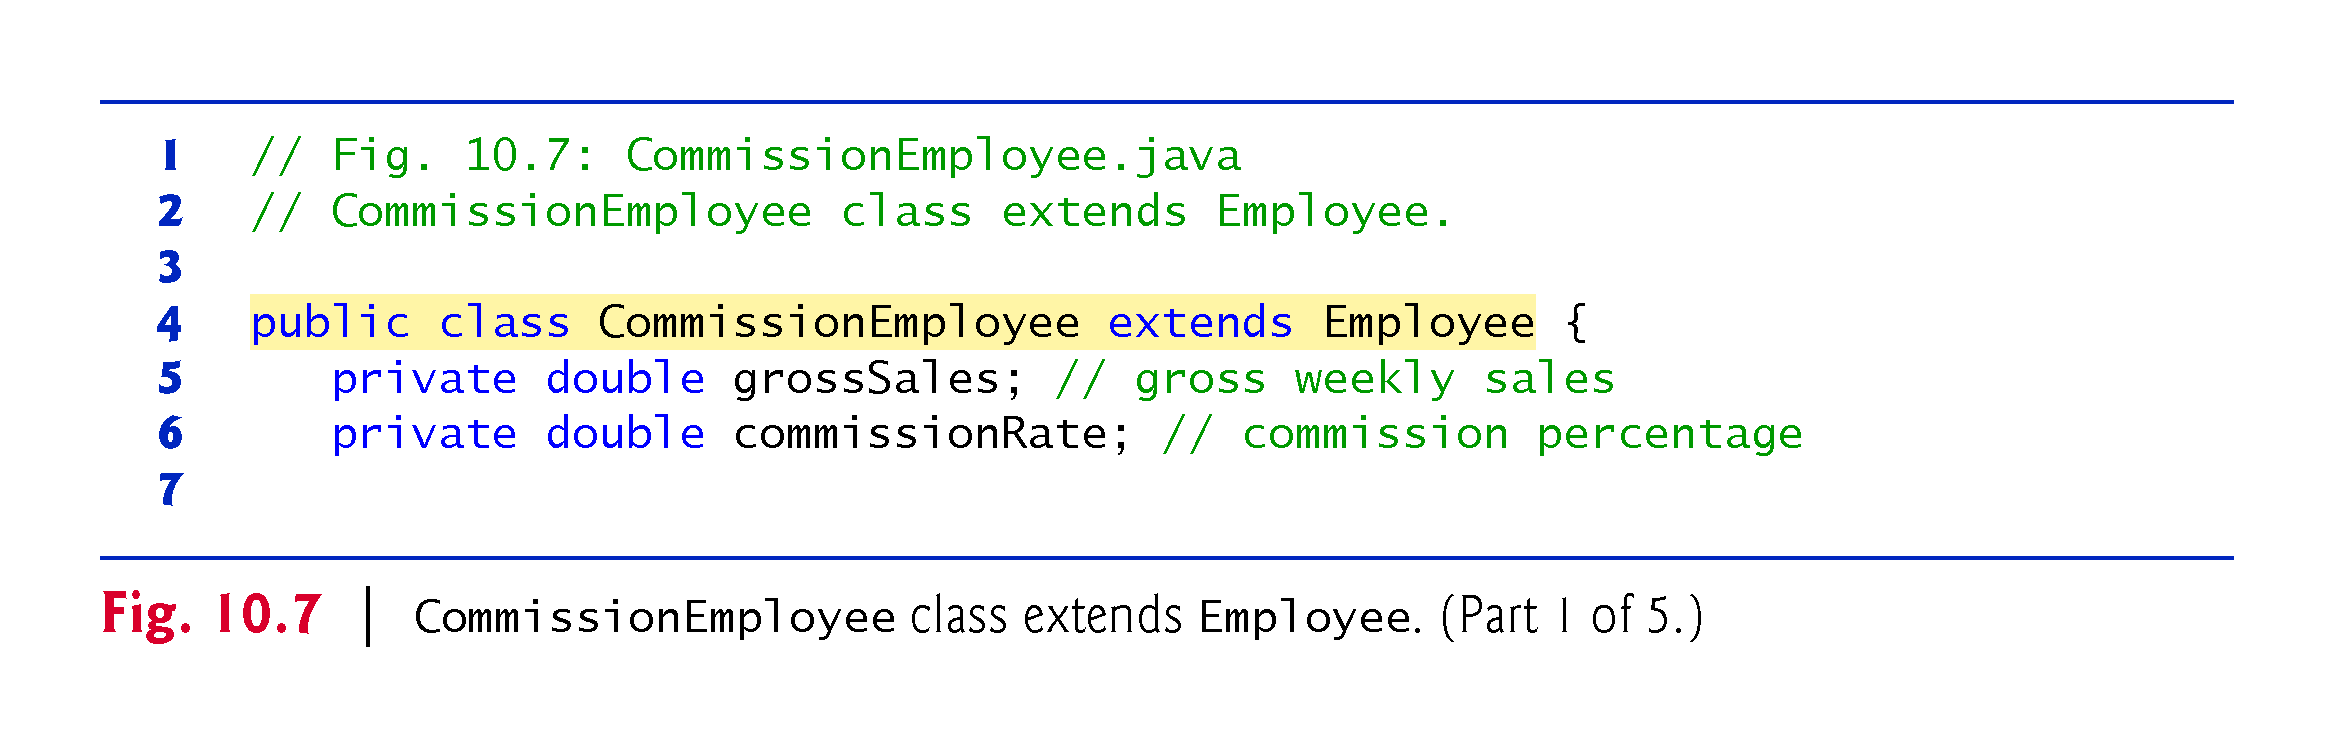 1 // Fig. 10.7: CommissionEmployee.java
2 // CommissionEmployee class extends Employee.
3
4 public class CommissionEmployee extends Employee {
5    private double grossSales; // gross weekly sales
6    private double commissionRate; // commission percentage
7
Fig. 10.7 | CommissionEmployee class extends Employee. (Part 1 of 5.)